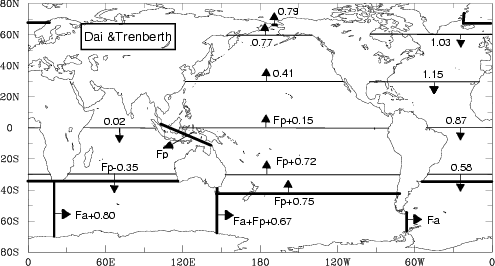 80N
60N
40N
20N
0
20S
40S
60S
80S
Dai & Trenberth
0.79
0.77
1.03
0.41
1.15
0.02
Fp+0.15
0.87
Fp
Fp-0.35
Fp+0.72
0.58
Fp+0.75
Fa+0.80
Fa+Fp+0.67
Fa
0 60E 120E 180 120W 60W 0